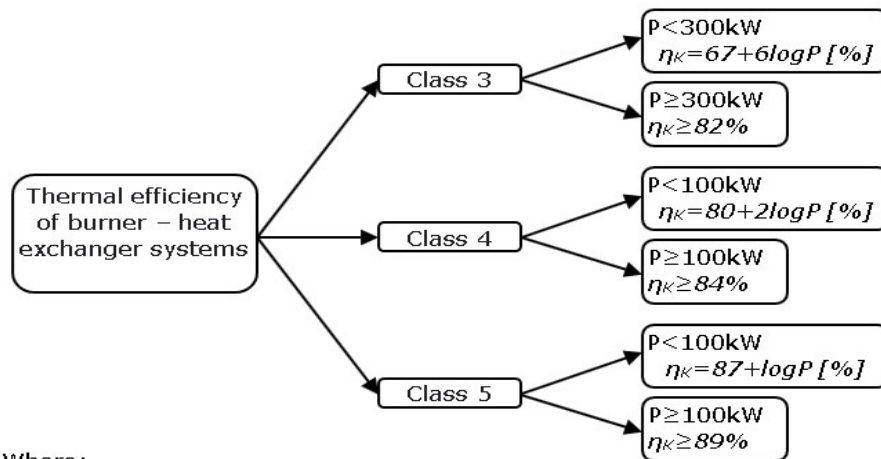 Thermal efficiency
of burner – heat
exchanger systems
Class 3
P<300kW
ηK=67+6logP [%]
P≥300kW
ηK≥82%
Class 4
P<100kW
ηK=80+2logP [%]
P≥100kW
ηK≥84%
Class 5
P<100kW
ηK=87+logP [%]
P≥100kW
ηK≥89%